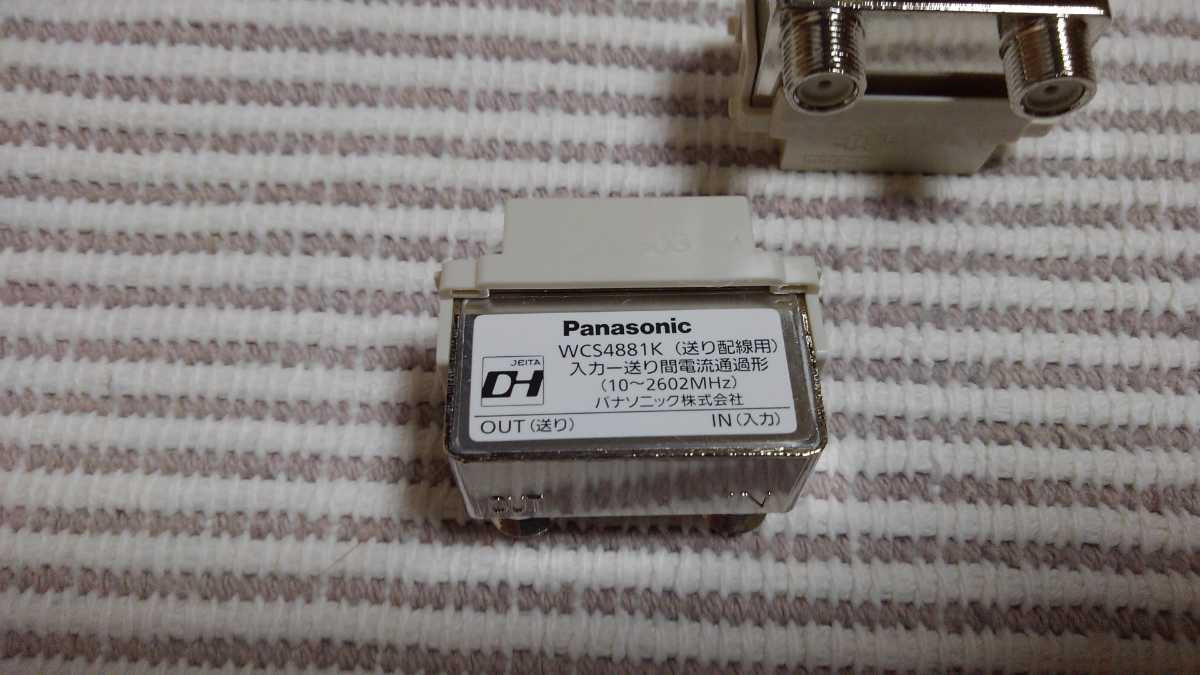 Panasonic
WCS4881K (送り配線用)
入力ー送り間電流通過形
(10～2602MHz)
パナソニック株式会社
JEITA
DH
OUT (送り) IN (入力)
OUT IN